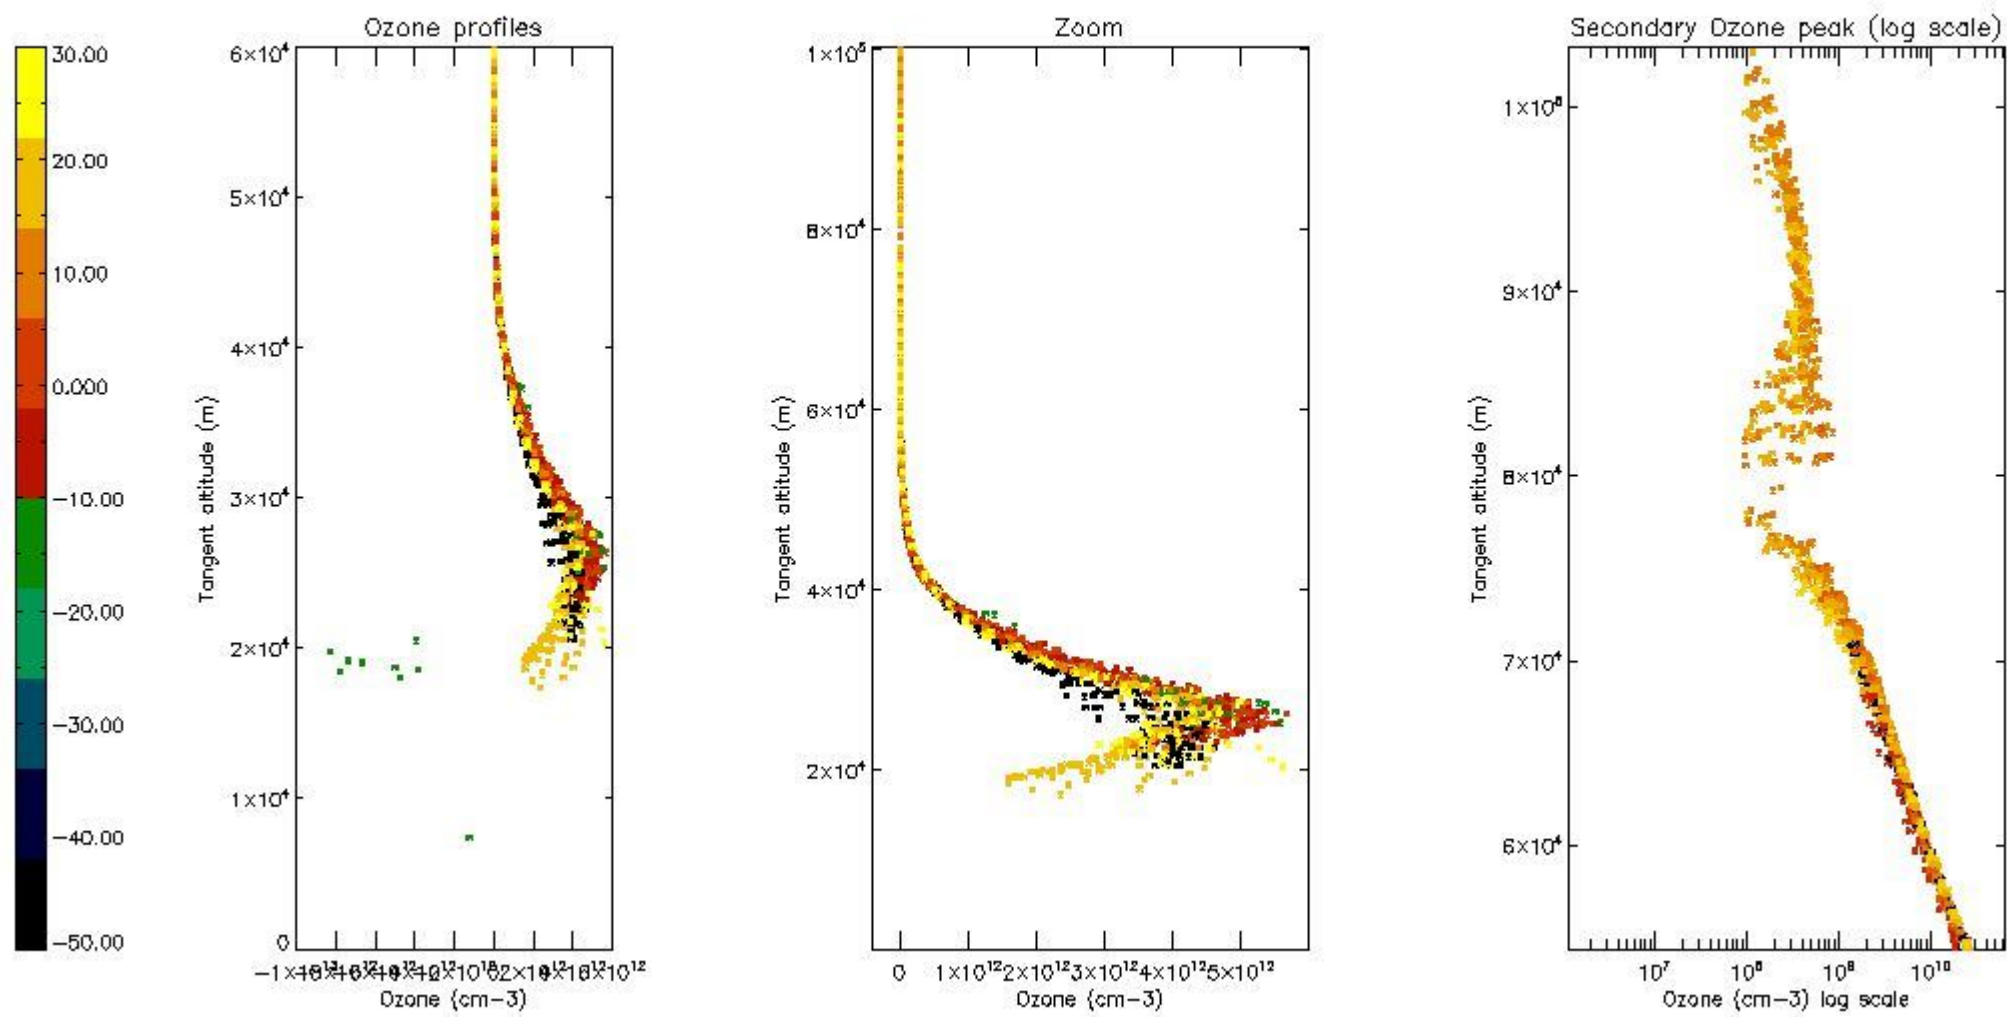 Ozone profiles
Zoom
Secondary Ozone peak (log scale)
30.00
20.00
10.00
0.000
−10.00
−20.00
−30.00
−40.00
−50.00
6×10⁴
5×10⁴
4×10⁴
3×10⁴
2×10⁴
1×10⁴
0
Tangent altitude (m)
Ozone (cm−3)
1×10⁵
8×10⁴
6×10⁴
4×10⁴
2×10⁴
Tangent altitude (m)
0 1×10¹² 2×10¹² 3×10¹² 4×10¹² 5×10¹²
Ozone (cm−3)
9×10⁴
8×10⁴
7×10⁴
6×10⁴
Tangent altitude (m)
10⁷ 10⁸ 10⁹ 10¹⁰
Ozone (cm−3) log scale